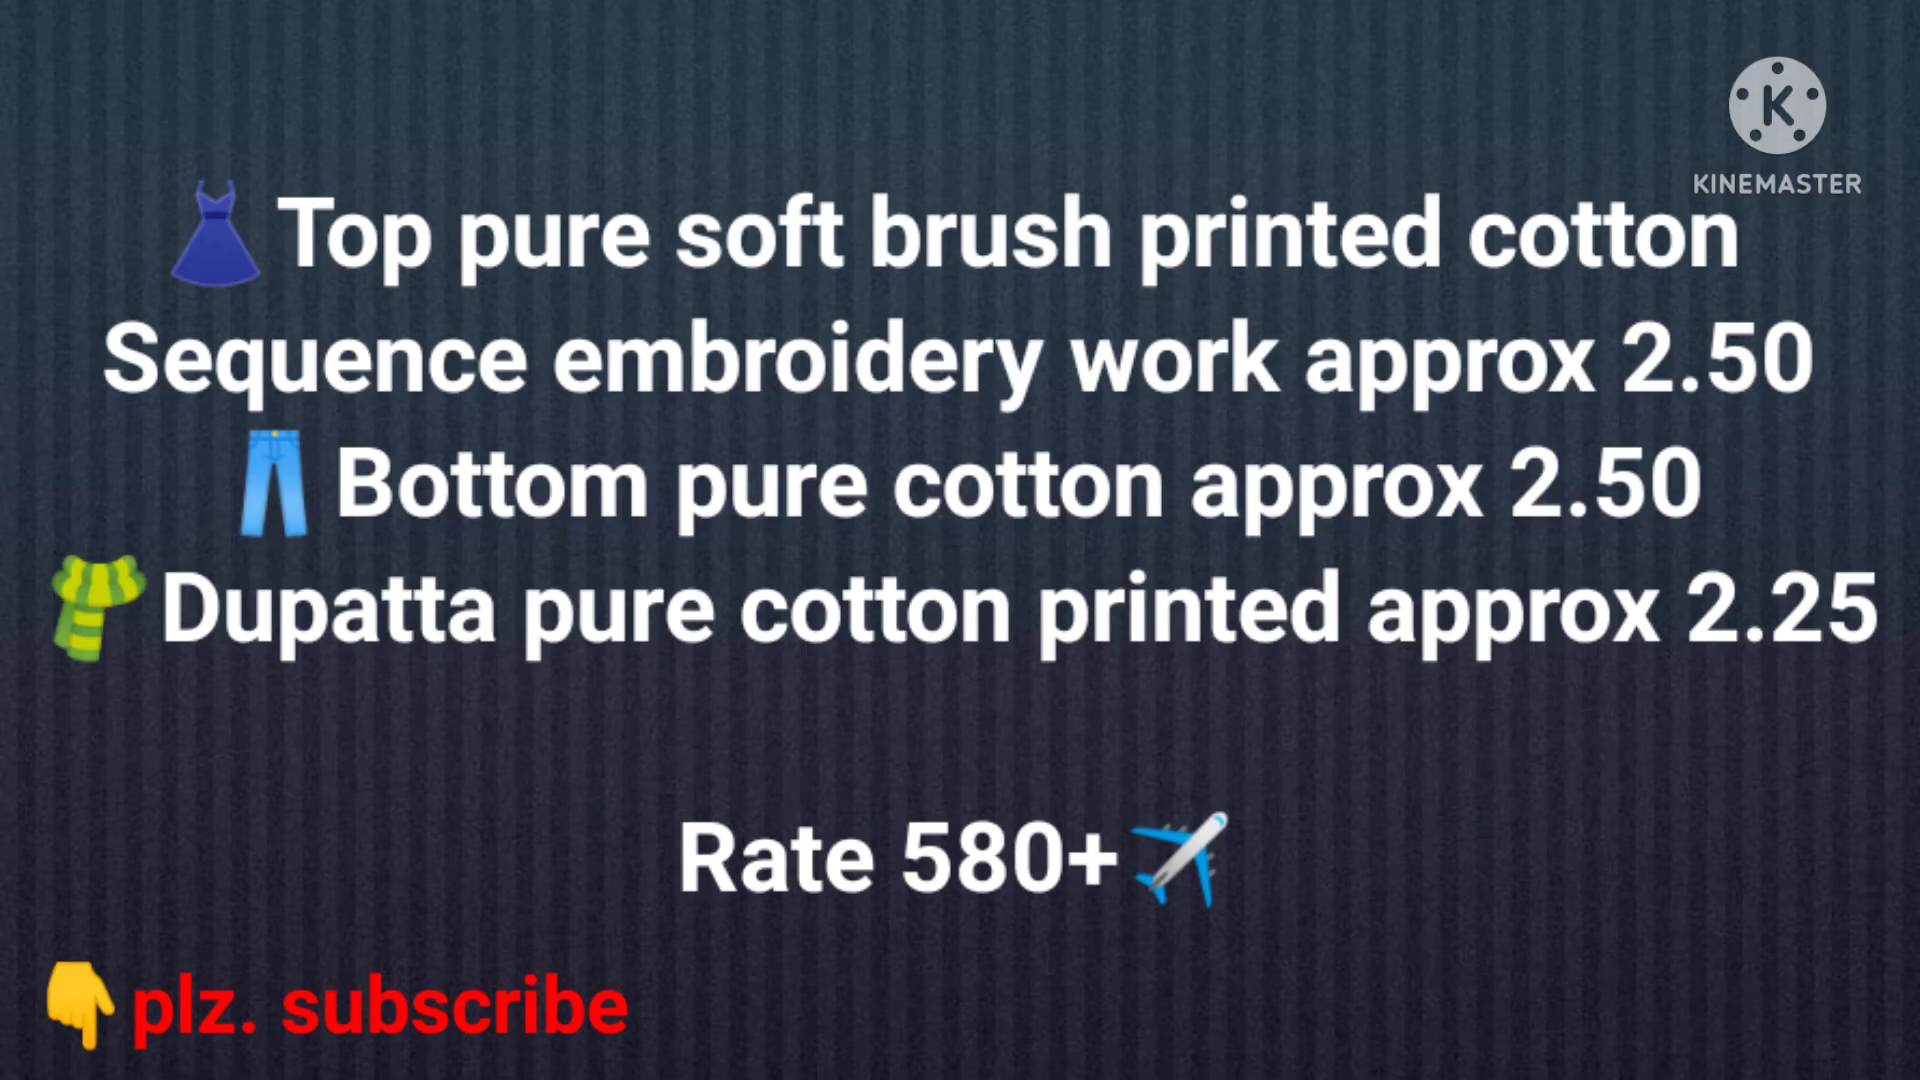 KINEMASTER
👗Top pure soft brush printed cotton
Sequence embroidery work approx 2.50
👖Bottom pure cotton approx 2.50
🧣Dupatta pure cotton printed approx 2.25
Rate 580+✈️
👇plz. subscribe